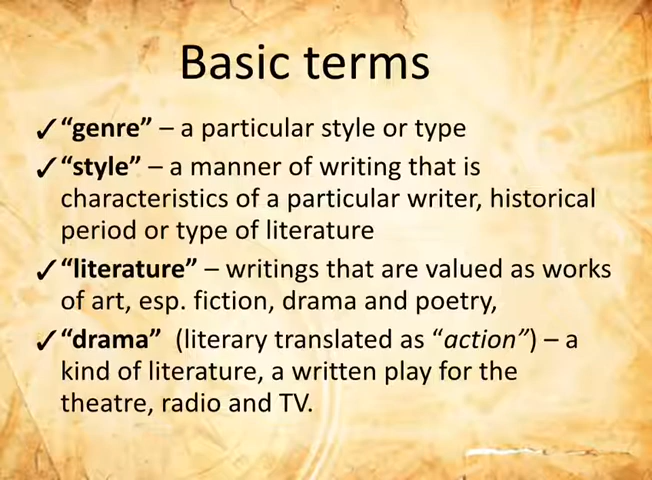 Basic terms
✓“genre” – a particular style or type
✓“style” – a manner of writing that is
characteristics of a particular writer, historical
period or type of literature
✓“literature” – writings that are valued as works
of art, esp. fiction, drama and poetry,
✓“drama”  (literary translated as “action”) – a
kind of literature, a written play for the
theatre, radio and TV.